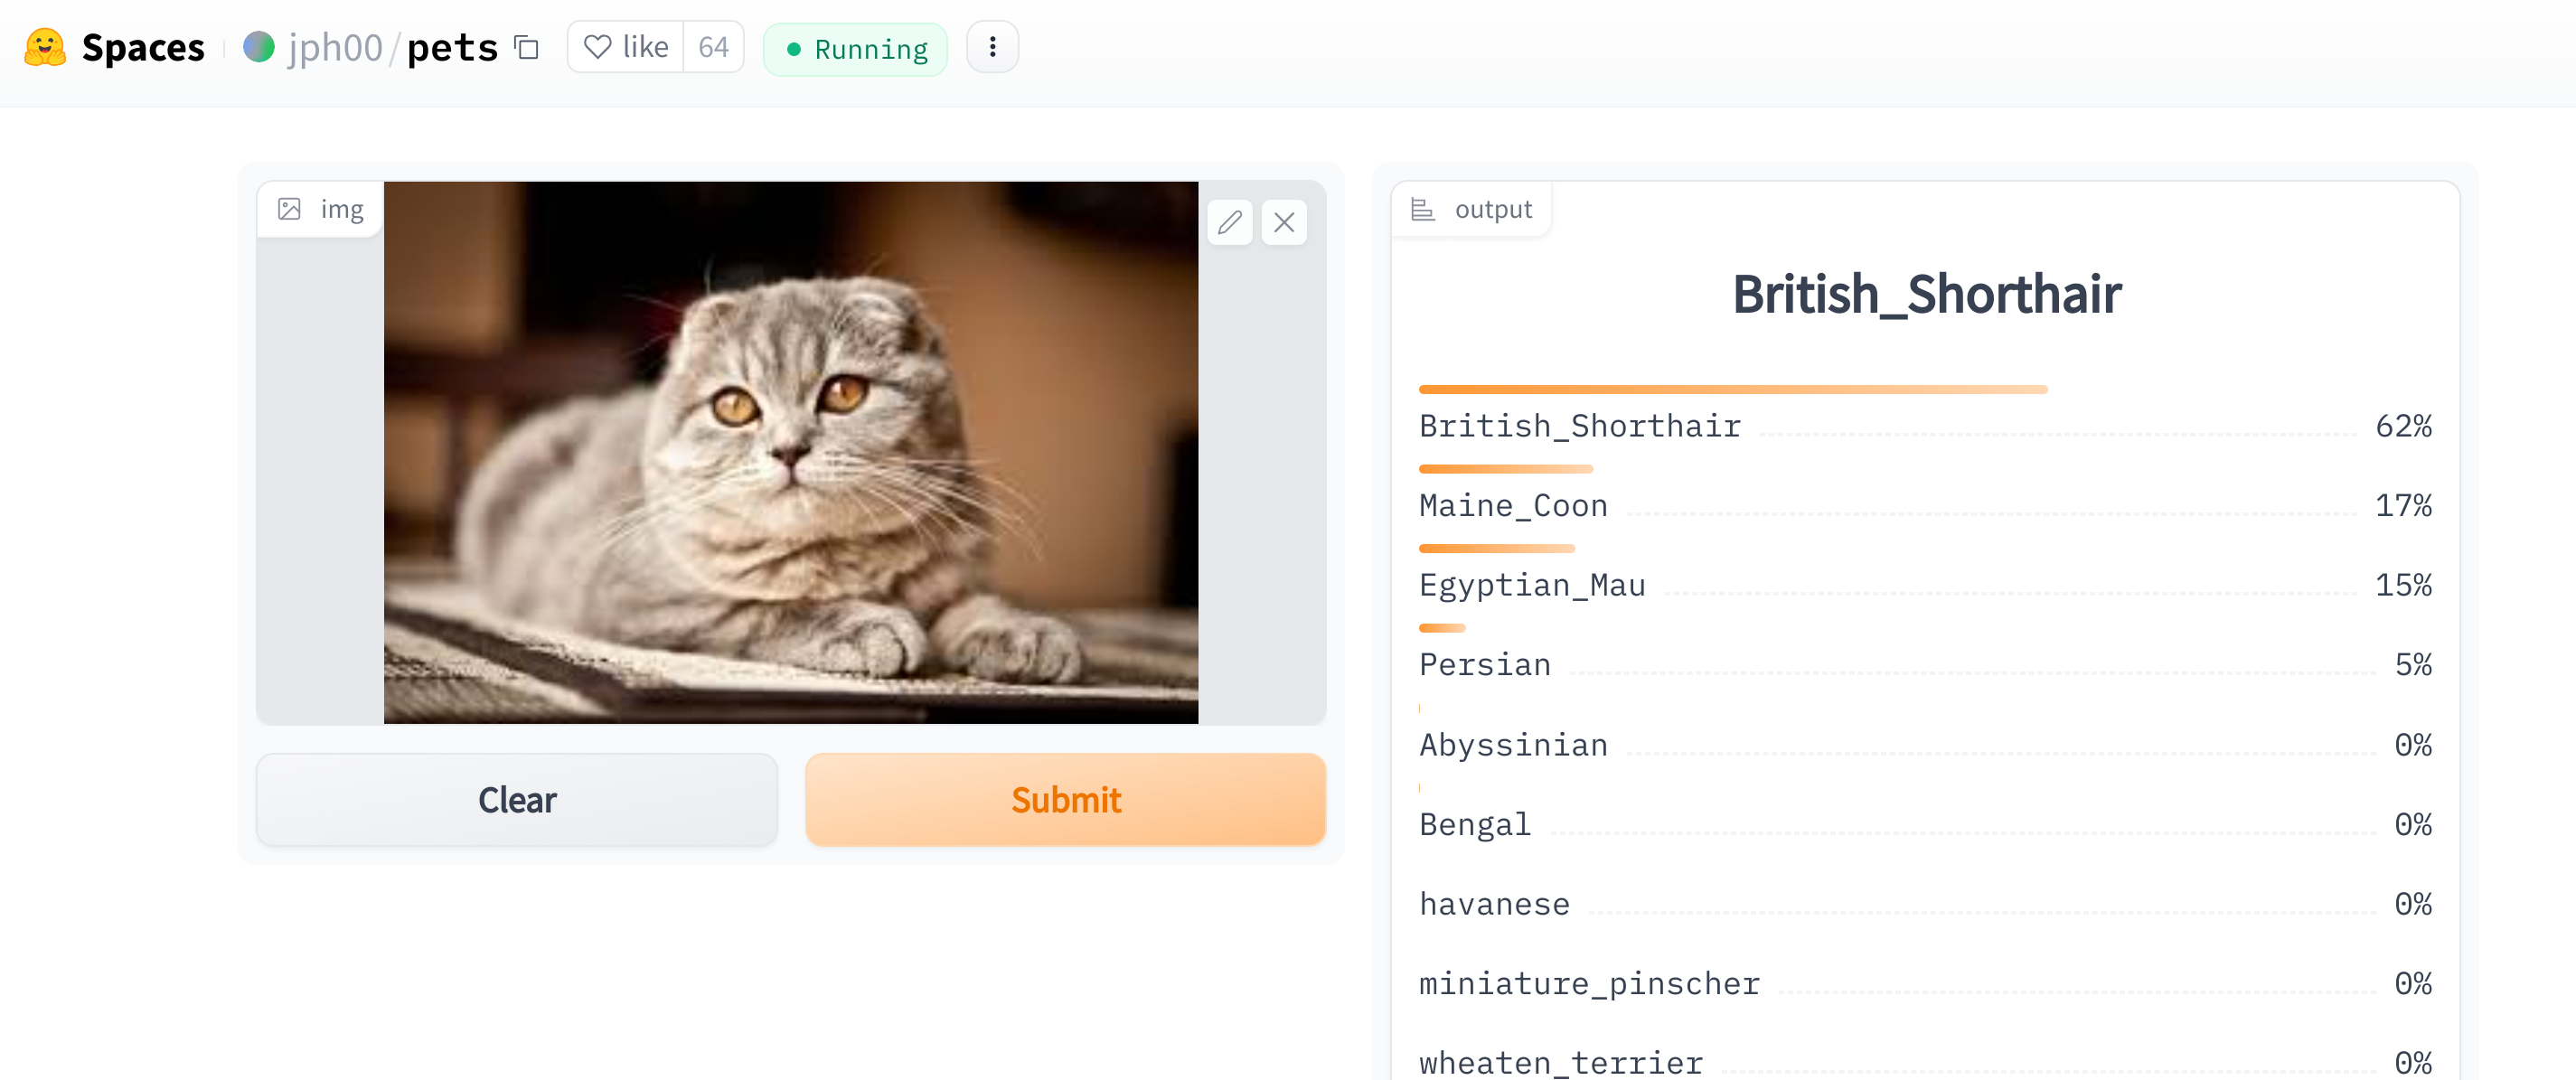 Spaces jph00/pets like 64 Running
img
Clear Submit
output
British_Shorthair
British_Shorthair 62%
Maine_Coon 17%
Egyptian_Mau 15%
Persian 5%
Abyssinian 0%
Bengal 0%
havanese 0%
miniature_pinscher 0%
wheaten_terrier 0%